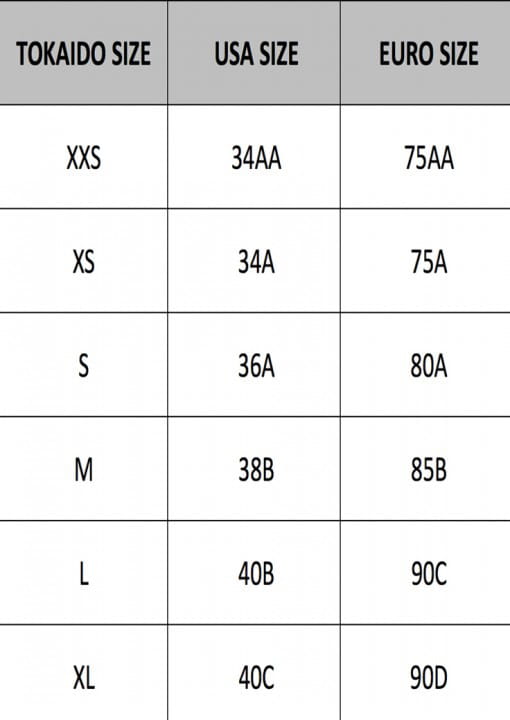 TOKAIDO SIZE USA SIZE EURO SIZE
XXS 34AA 75AA
XS 34A 75A
S 36A 80A
M 38B 85B
L 40B 90C
XL 40C 90D